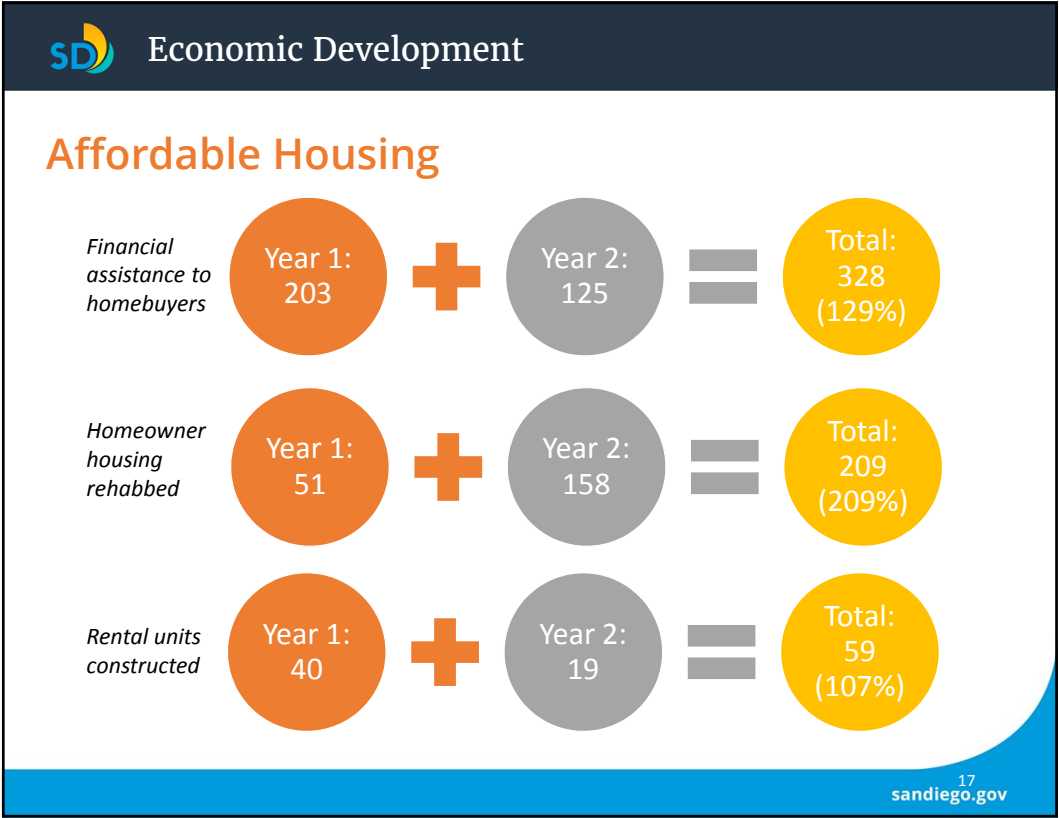 SD
Economic Development
Affordable Housing
Financial
assistance to
homebuyers
Year 1:
203
Year 2:
125
Total:
328
(129%)
Homeowner
housing
rehabbed
Year 1:
51
Year 2:
158
Total:
209
(209%)
Rental units
constructed
Year 1:
40
Year 2:
19
Total:
59
(107%)
17
sandiego.gov